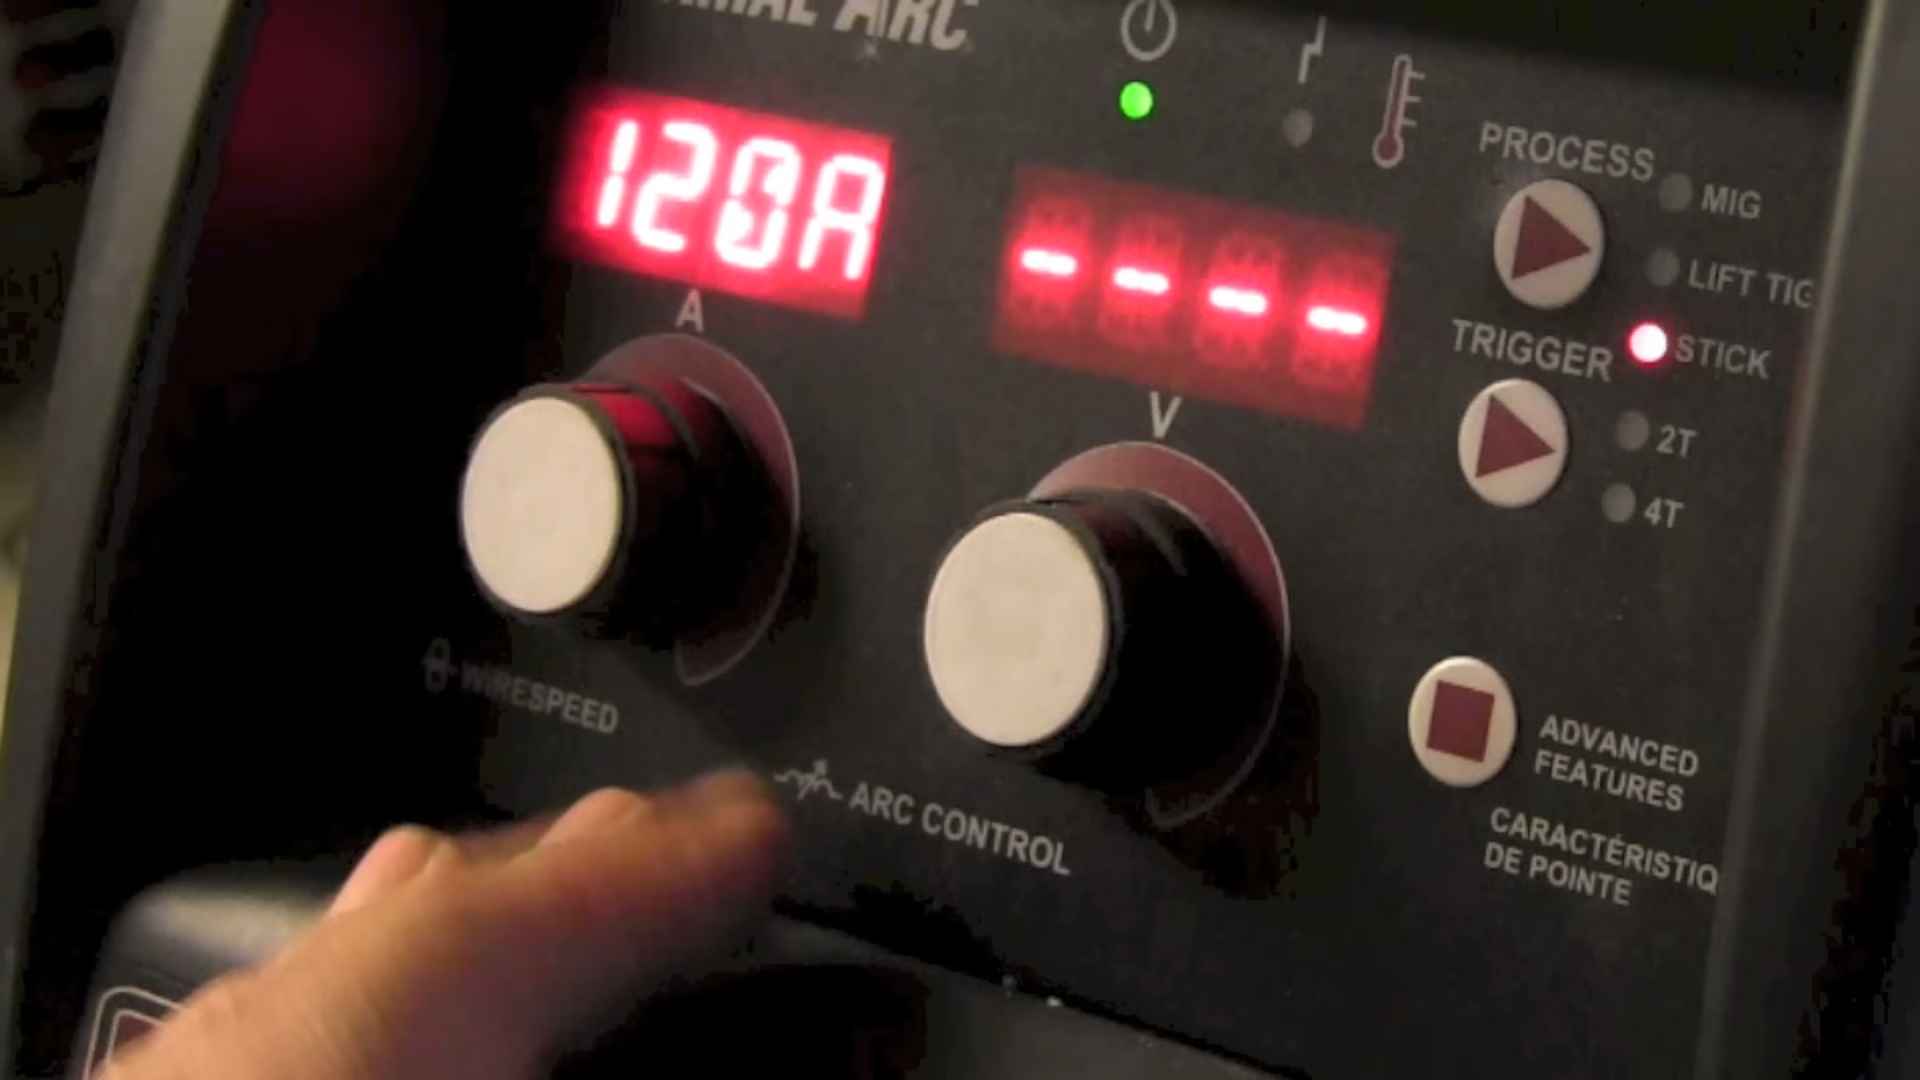 ARC
120A
----
A
V
PROCESS
MIG
LIFT TIG
STICK
TRIGGER
2T
4T
WIRESPEED
ARC CONTROL
ADVANCED
FEATURES
CARACTÉRISTIQ
DE POINTE